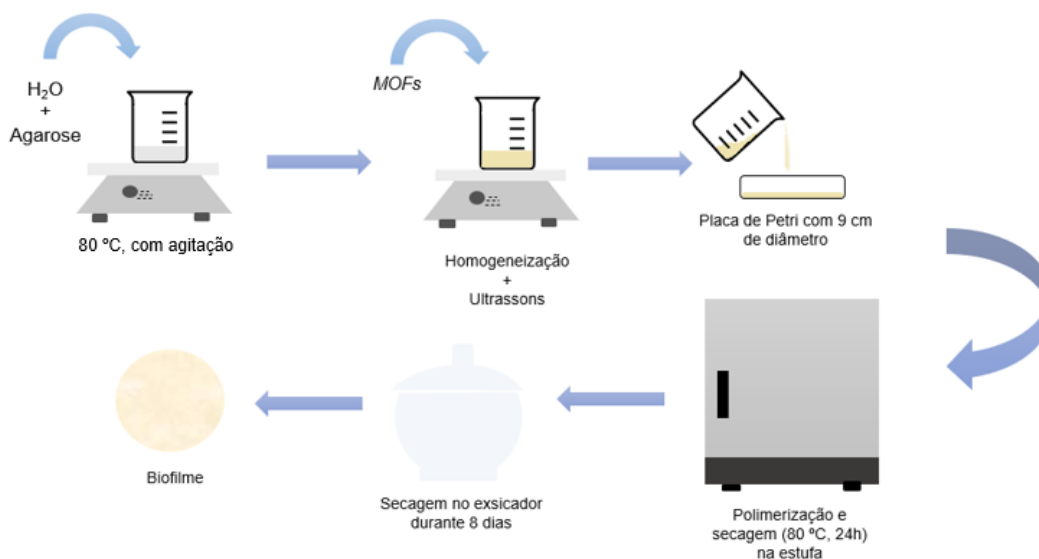 H₂O
+
Agarose
80 ºC, com agitação
MOFs
Homogeneização
+
Ultrassons
Placa de Petri com 9 cm
de diâmetro
Polimerização e
secagem (80 ºC, 24h)
na estufa
Secagem no exsicador
durante 8 dias
Biofilme